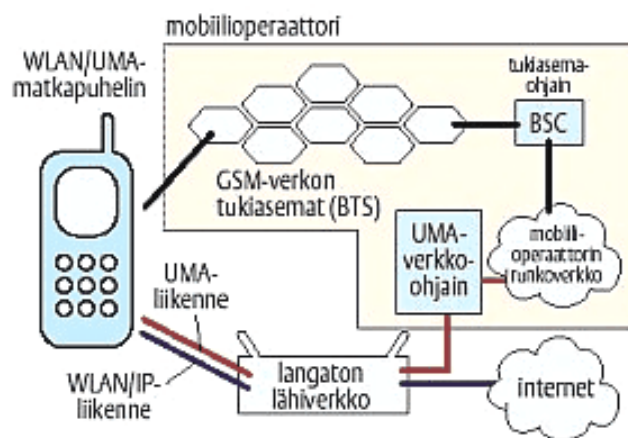 mobiilioperaattori
WLAN/UMA-
matkapuhelin
tukiasema-
ohjain
BSC
GSM-verkon
tukiasemat (BTS)
UMA-
verkko-
ohjain
mobiili-
operaattorin
runkoverkko
UMA-
liikenne
WLAN/IP-
liikenne
langaton
lähiverkko
internet